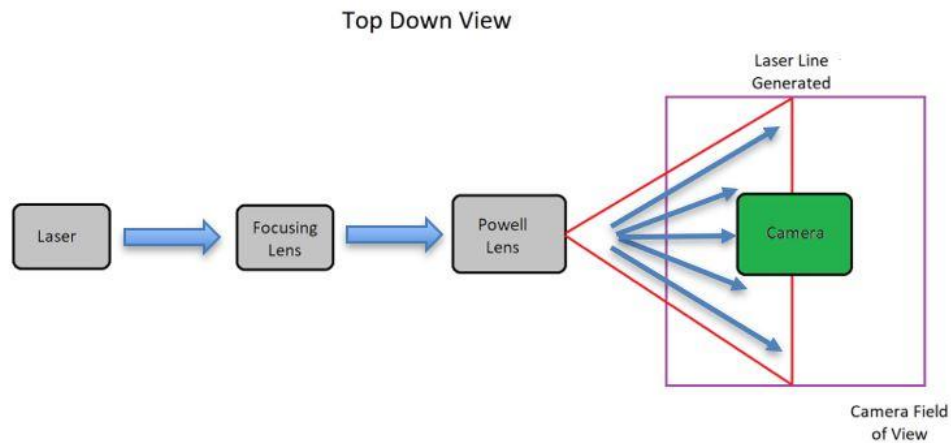 Top Down View
Laser Line
Generated
Laser
Focusing
Lens
Powell
Lens
Camera
Camera Field
of View